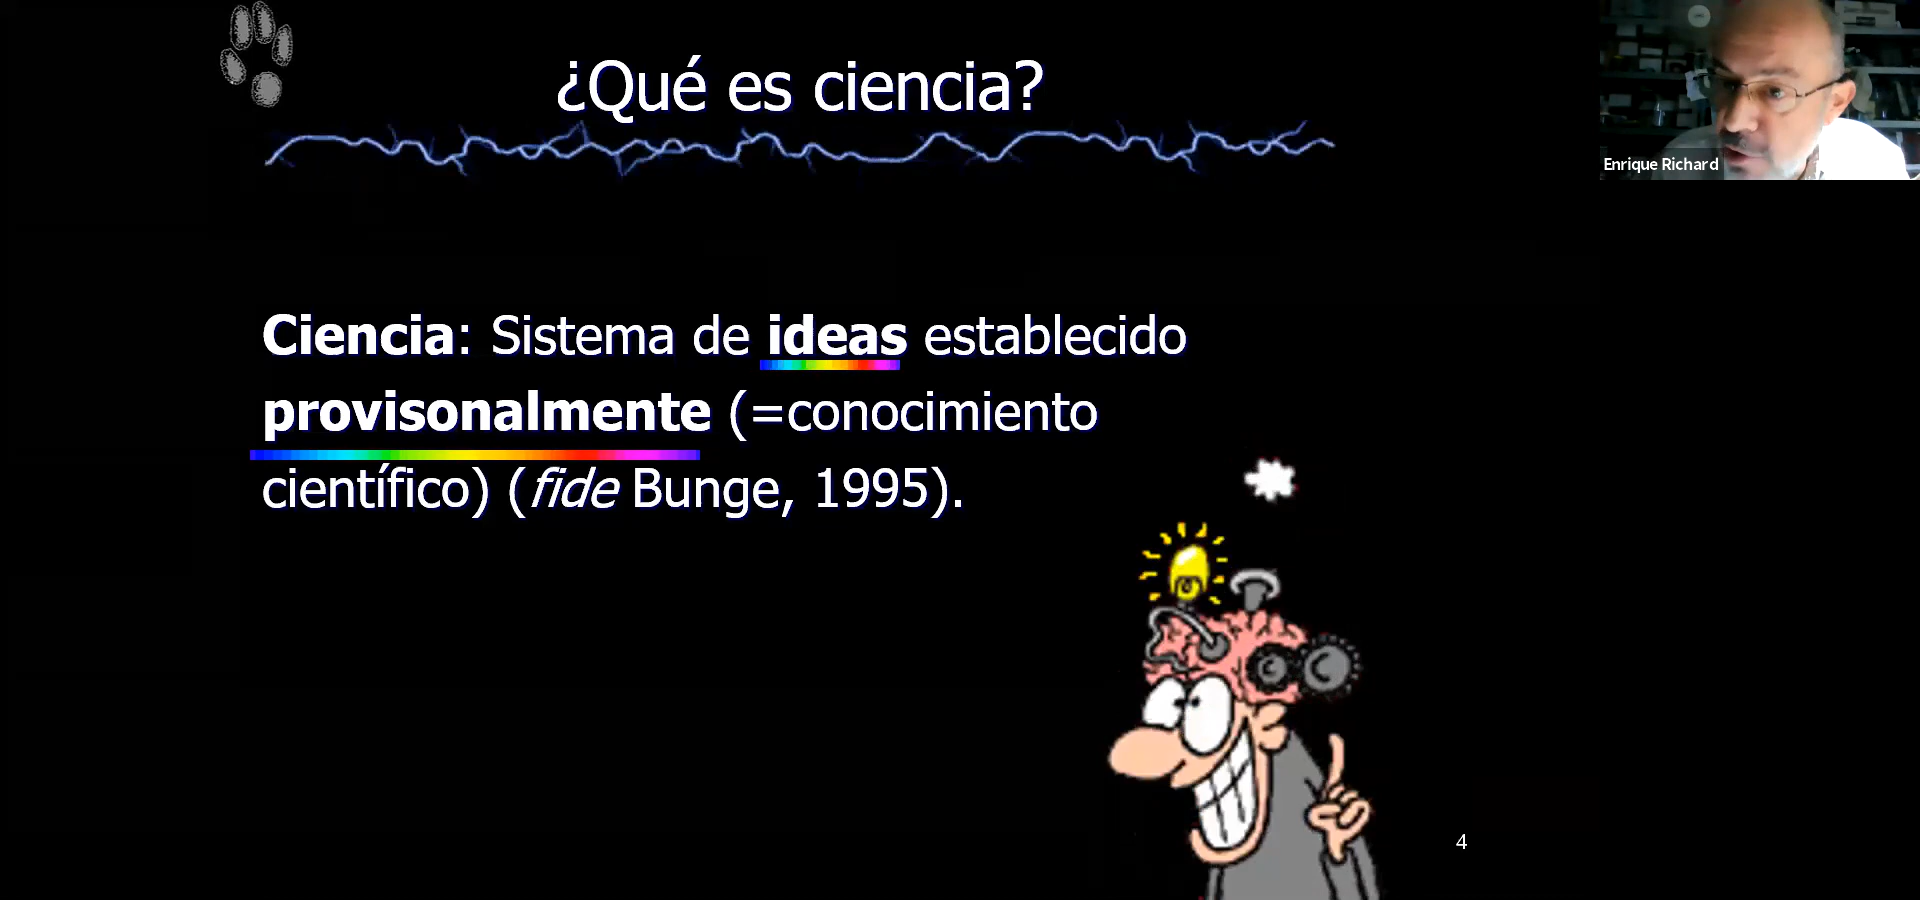 ¿Qué es ciencia?
Enrique Richard
Ciencia: Sistema de ideas establecido
provisonalmente (=conocimiento
científico) (fide Bunge, 1995).
4